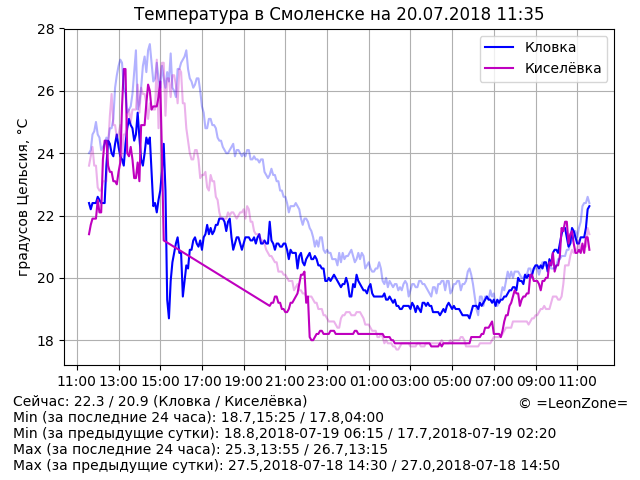 Температура в Смоленске на 20.07.2018 11:35
Кловка
Киселёвка
градусов Цельсия, °C
28
26
24
22
20
18
11:00 13:00 15:00 17:00 19:00 21:00 23:00 01:00 03:00 05:00 07:00 09:00 11:00
Сейчас: 22.3 / 20.9 (Кловка / Киселёвка)
© =LeonZone=
Min (за последние 24 часа): 18.7,15:25 / 17.8,04:00
Min (за предыдущие сутки): 18.8,2018-07-19 06:15 / 17.7,2018-07-19 02:20
Max (за последние 24 часа): 25.3,13:55 / 26.7,13:15
Max (за предыдущие сутки): 27.5,2018-07-18 14:30 / 27.0,2018-07-18 14:50